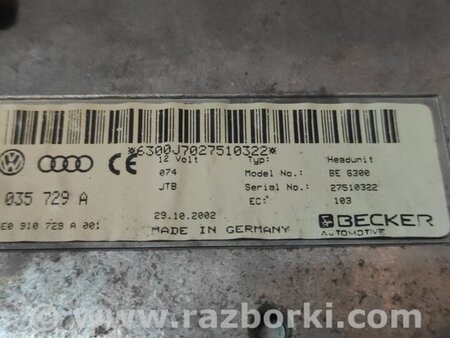 *6300J7027510322*
12 Volt Typ: Headunit
074 Model No.: BE 6300
035 729 A JTB Serial No.: 27510322
EC: 103
E0 910 729 A 001 29.10.2002 BECKER
MADE IN GERMANY AUTOMOTIVE
www.razborki.com